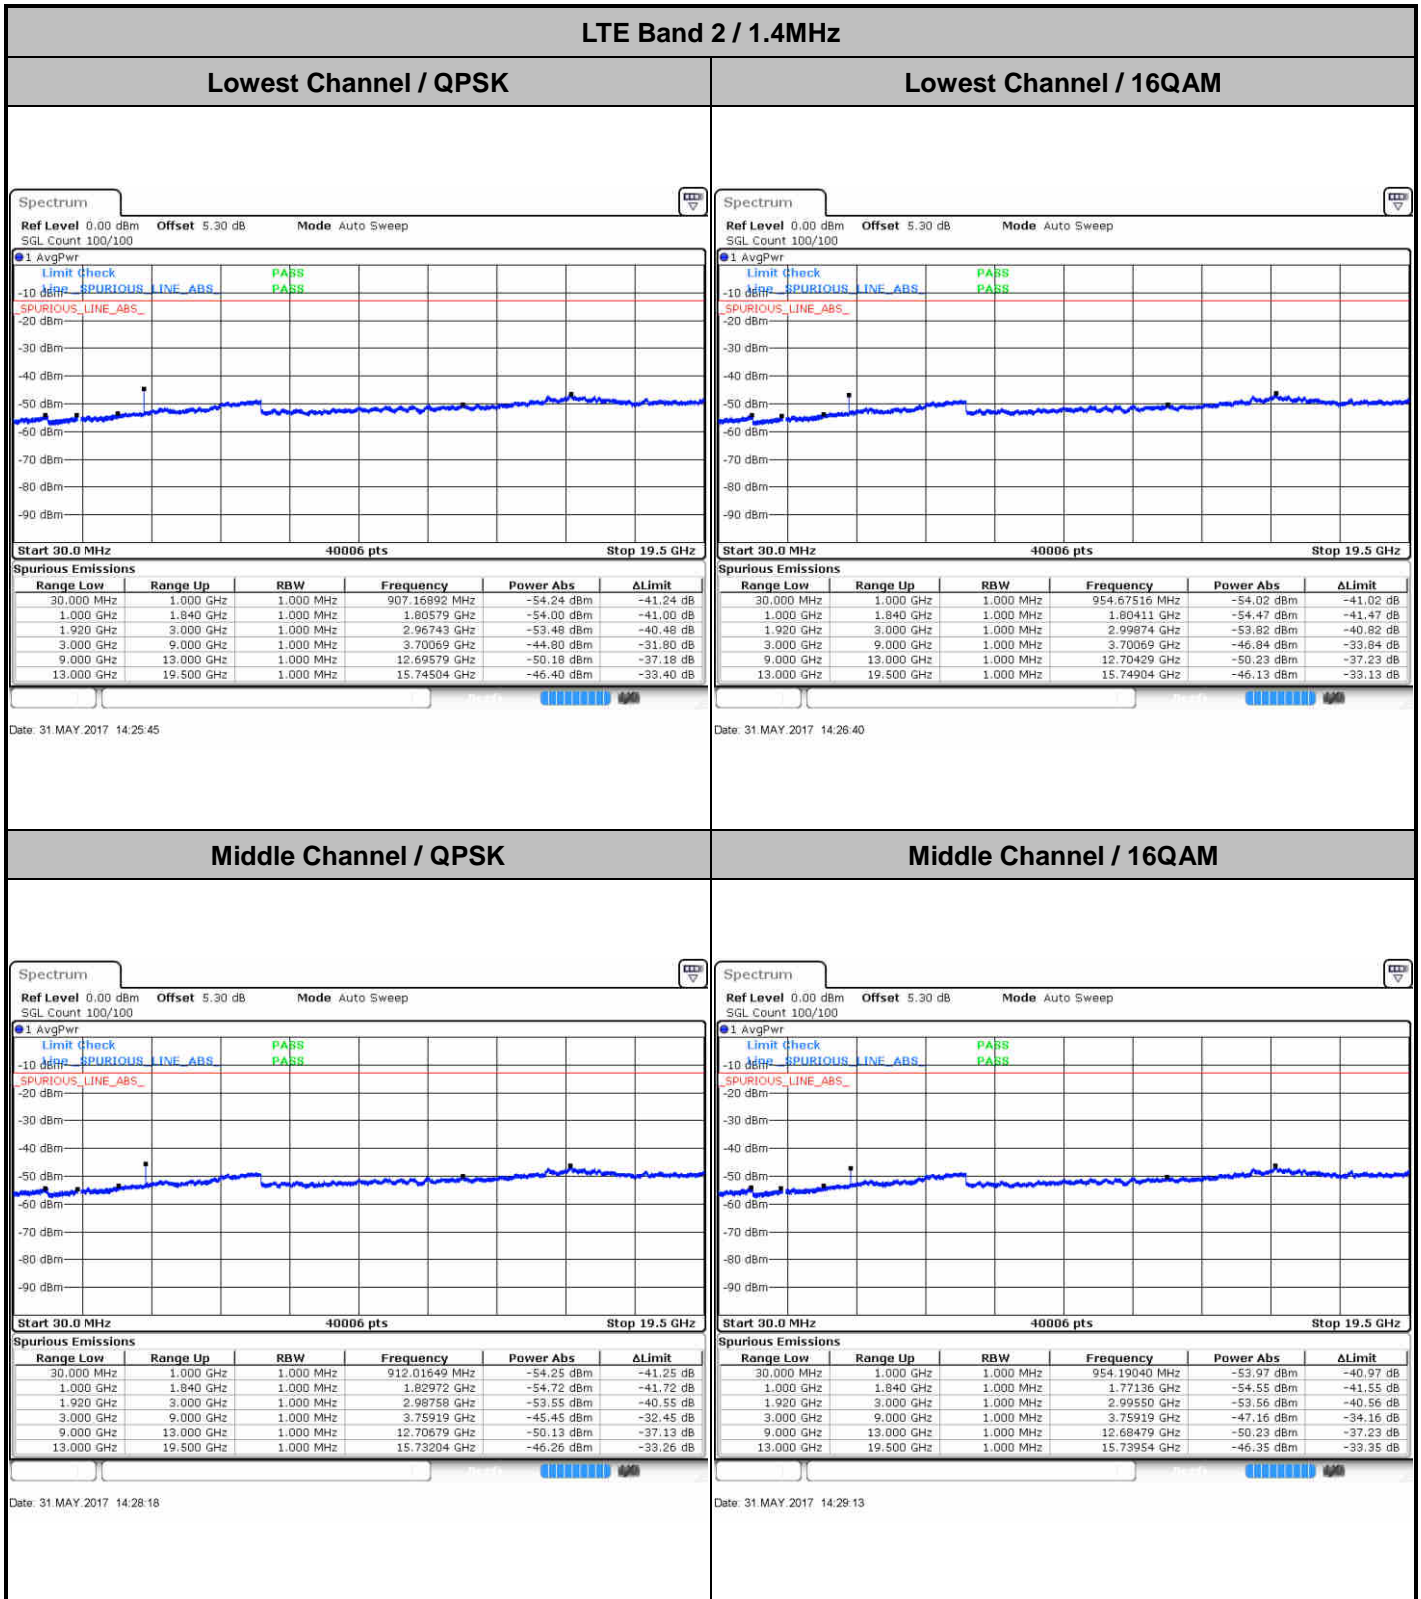 LTE Band 2 / 1.4MHz
Lowest Channel / QPSK
Lowest Channel / 16QAM
Spectrum
Ref Level 0.00 dBm Offset 5.30 dB Mode Auto Sweep
SGL Count 100/100
1 AvgPwr
Limit Check PASS
Line _SPURIOUS_LINE_ABS_ PASS
-10 dBm
_SPURIOUS_LINE_ABS_
-20 dBm
-30 dBm
-40 dBm
-50 dBm
-60 dBm
-70 dBm
-80 dBm
-90 dBm
Start 30.0 MHz 40006 pts Stop 19.5 GHz
Spurious Emissions
Range Low Range Up RBW Frequency Power Abs ΔLimit
30.000 MHz 1.000 GHz 1.000 MHz 907.16892 MHz -54.24 dBm -41.24 dB
1.000 GHz 1.840 GHz 1.000 MHz 1.80579 GHz -54.00 dBm -41.00 dB
1.920 GHz 3.000 GHz 1.000 MHz 2.96743 GHz -53.48 dBm -40.48 dB
3.000 GHz 9.000 GHz 1.000 MHz 3.70069 GHz -44.80 dBm -31.80 dB
9.000 GHz 13.000 GHz 1.000 MHz 12.69579 GHz -50.18 dBm -37.18 dB
13.000 GHz 19.500 GHz 1.000 MHz 15.74504 GHz -46.40 dBm -33.40 dB
Date: 31.MAY.2017 14:25:45
Spectrum
Ref Level 0.00 dBm Offset 5.30 dB Mode Auto Sweep
SGL Count 100/100
1 AvgPwr
Limit Check PASS
Line _SPURIOUS_LINE_ABS_ PASS
-10 dBm
_SPURIOUS_LINE_ABS_
-20 dBm
-30 dBm
-40 dBm
-50 dBm
-60 dBm
-70 dBm
-80 dBm
-90 dBm
Start 30.0 MHz 40006 pts Stop 19.5 GHz
Spurious Emissions
Range Low Range Up RBW Frequency Power Abs ΔLimit
30.000 MHz 1.000 GHz 1.000 MHz 954.67516 MHz -54.02 dBm -41.02 dB
1.000 GHz 1.840 GHz 1.000 MHz 1.80411 GHz -54.47 dBm -41.47 dB
1.920 GHz 3.000 GHz 1.000 MHz 2.99874 GHz -53.82 dBm -40.82 dB
3.000 GHz 9.000 GHz 1.000 MHz 3.70069 GHz -46.84 dBm -33.84 dB
9.000 GHz 13.000 GHz 1.000 MHz 12.70429 GHz -50.23 dBm -37.23 dB
13.000 GHz 19.500 GHz 1.000 MHz 15.74904 GHz -46.13 dBm -33.13 dB
Date: 31.MAY.2017 14:26:40
Middle Channel / QPSK
Middle Channel / 16QAM
Spectrum
Ref Level 0.00 dBm Offset 5.30 dB Mode Auto Sweep
SGL Count 100/100
1 AvgPwr
Limit Check PASS
Line _SPURIOUS_LINE_ABS_ PASS
-10 dBm
_SPURIOUS_LINE_ABS_
-20 dBm
-30 dBm
-40 dBm
-50 dBm
-60 dBm
-70 dBm
-80 dBm
-90 dBm
Start 30.0 MHz 40006 pts Stop 19.5 GHz
Spurious Emissions
Range Low Range Up RBW Frequency Power Abs ΔLimit
30.000 MHz 1.000 GHz 1.000 MHz 912.01649 MHz -54.25 dBm -41.25 dB
1.000 GHz 1.840 GHz 1.000 MHz 1.82972 GHz -54.72 dBm -41.72 dB
1.920 GHz 3.000 GHz 1.000 MHz 2.98758 GHz -53.55 dBm -40.55 dB
3.000 GHz 9.000 GHz 1.000 MHz 3.75919 GHz -45.45 dBm -32.45 dB
9.000 GHz 13.000 GHz 1.000 MHz 12.70679 GHz -50.13 dBm -37.13 dB
13.000 GHz 19.500 GHz 1.000 MHz 15.73204 GHz -46.26 dBm -33.26 dB
Date: 31.MAY.2017 14:28:18
Spectrum
Ref Level 0.00 dBm Offset 5.30 dB Mode Auto Sweep
SGL Count 100/100
1 AvgPwr
Limit Check PASS
Line _SPURIOUS_LINE_ABS_ PASS
-10 dBm
_SPURIOUS_LINE_ABS_
-20 dBm
-30 dBm
-40 dBm
-50 dBm
-60 dBm
-70 dBm
-80 dBm
-90 dBm
Start 30.0 MHz 40006 pts Stop 19.5 GHz
Spurious Emissions
Range Low Range Up RBW Frequency Power Abs ΔLimit
30.000 MHz 1.000 GHz 1.000 MHz 954.19040 MHz -53.97 dBm -40.97 dB
1.000 GHz 1.840 GHz 1.000 MHz 1.77136 GHz -54.55 dBm -41.55 dB
1.920 GHz 3.000 GHz 1.000 MHz 2.99550 GHz -53.56 dBm -40.56 dB
3.000 GHz 9.000 GHz 1.000 MHz 3.75919 GHz -47.16 dBm -34.16 dB
9.000 GHz 13.000 GHz 1.000 MHz 12.68479 GHz -50.23 dBm -37.23 dB
13.000 GHz 19.500 GHz 1.000 MHz 15.73954 GHz -46.35 dBm -33.35 dB
Date: 31.MAY.2017 14:29:13